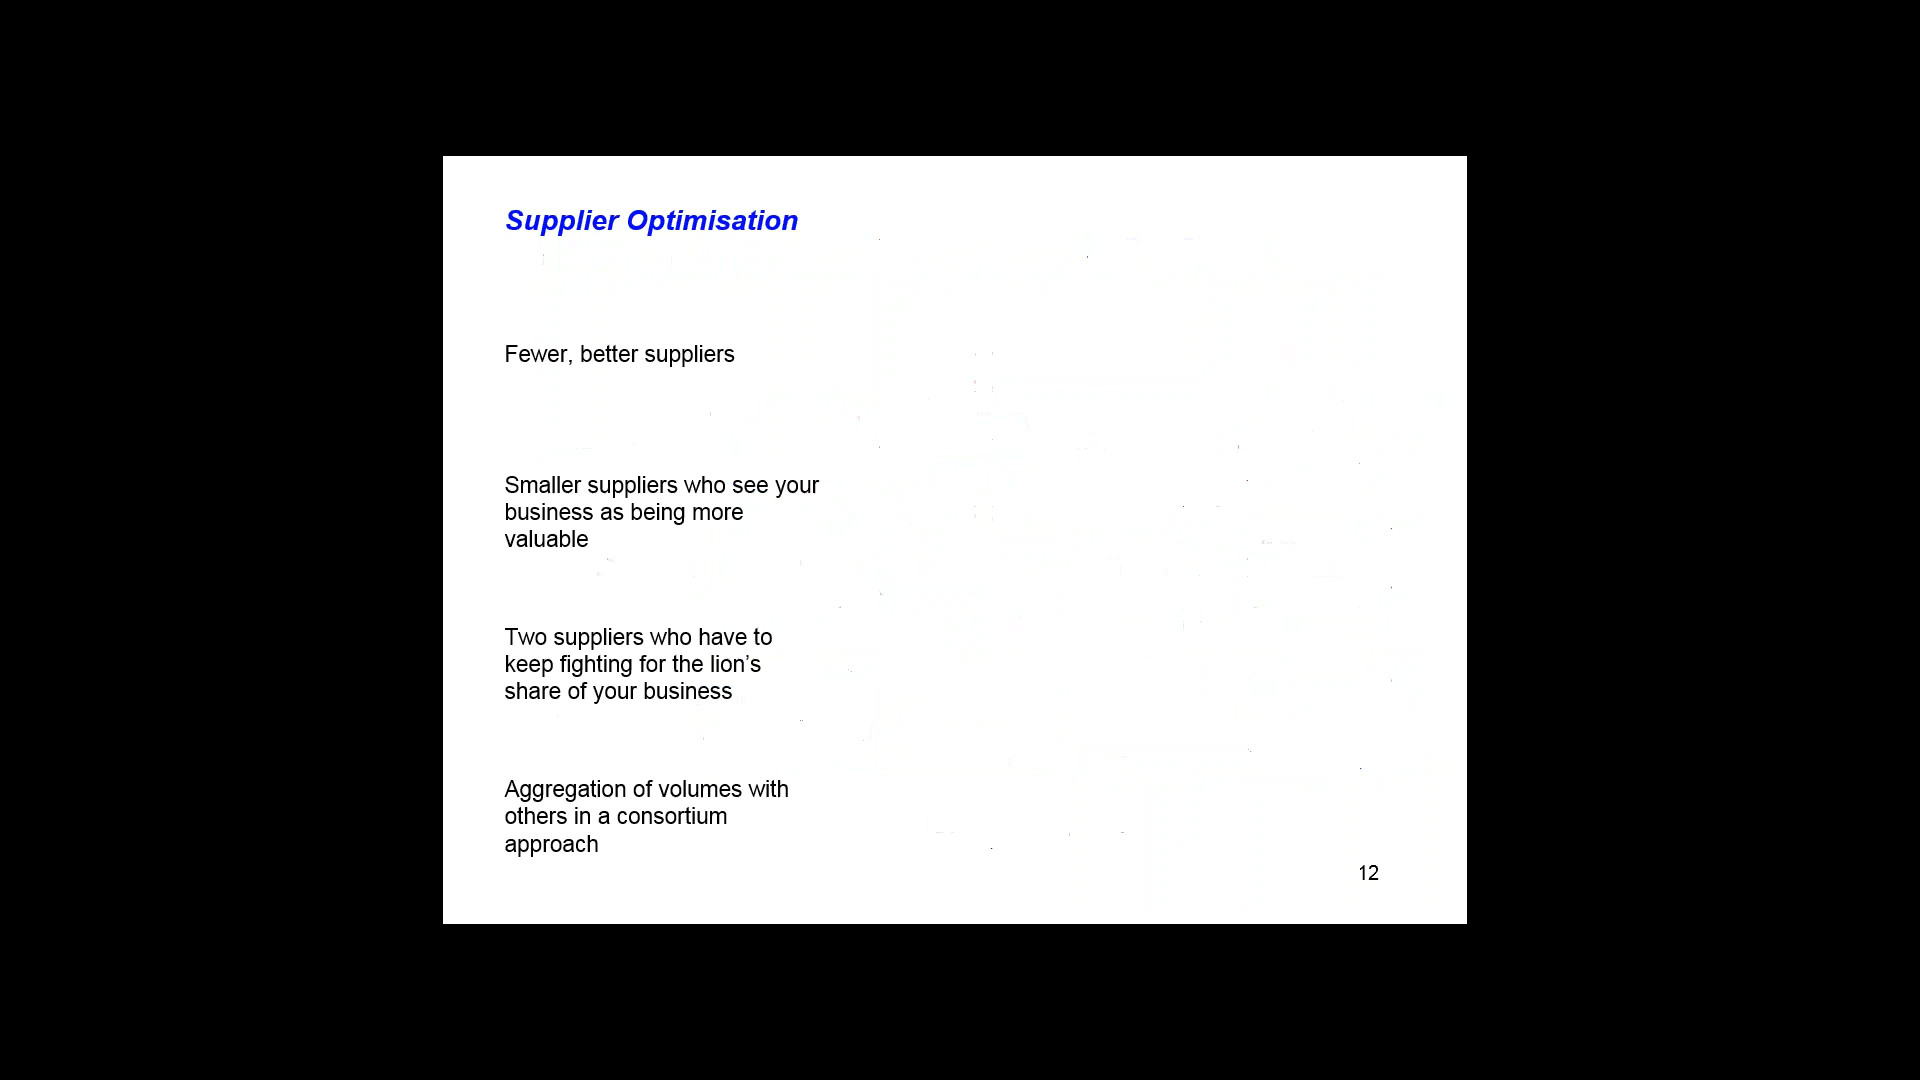 Supplier Optimisation
Fewer, better suppliers
Smaller suppliers who see your
business as being more
valuable
Two suppliers who have to
keep fighting for the lion’s
share of your business
Aggregation of volumes with
others in a consortium
approach
12